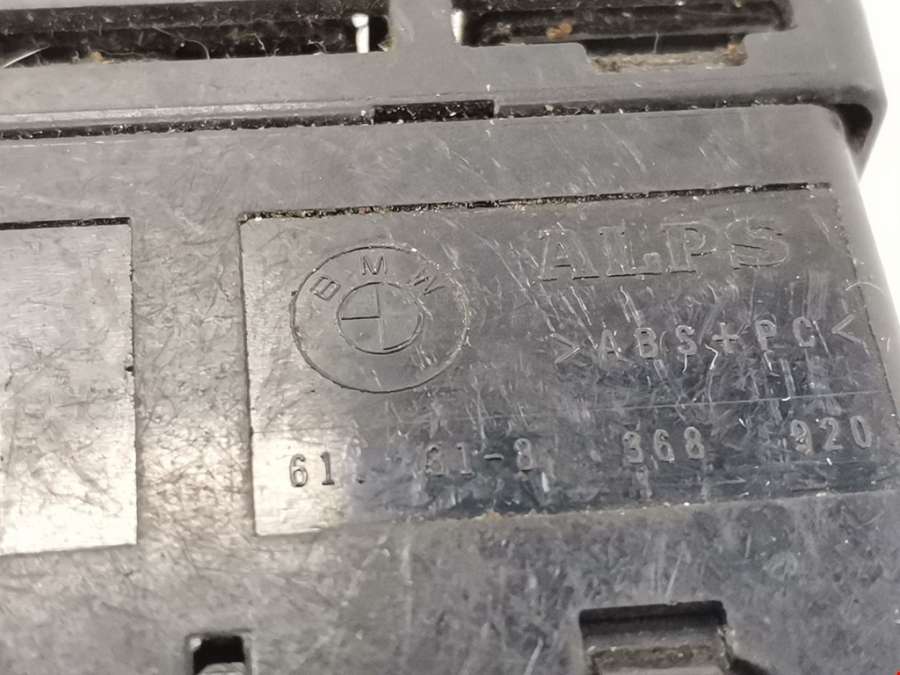 BMW
ALPS
>ABS+PC<
61. 31-8 368 920